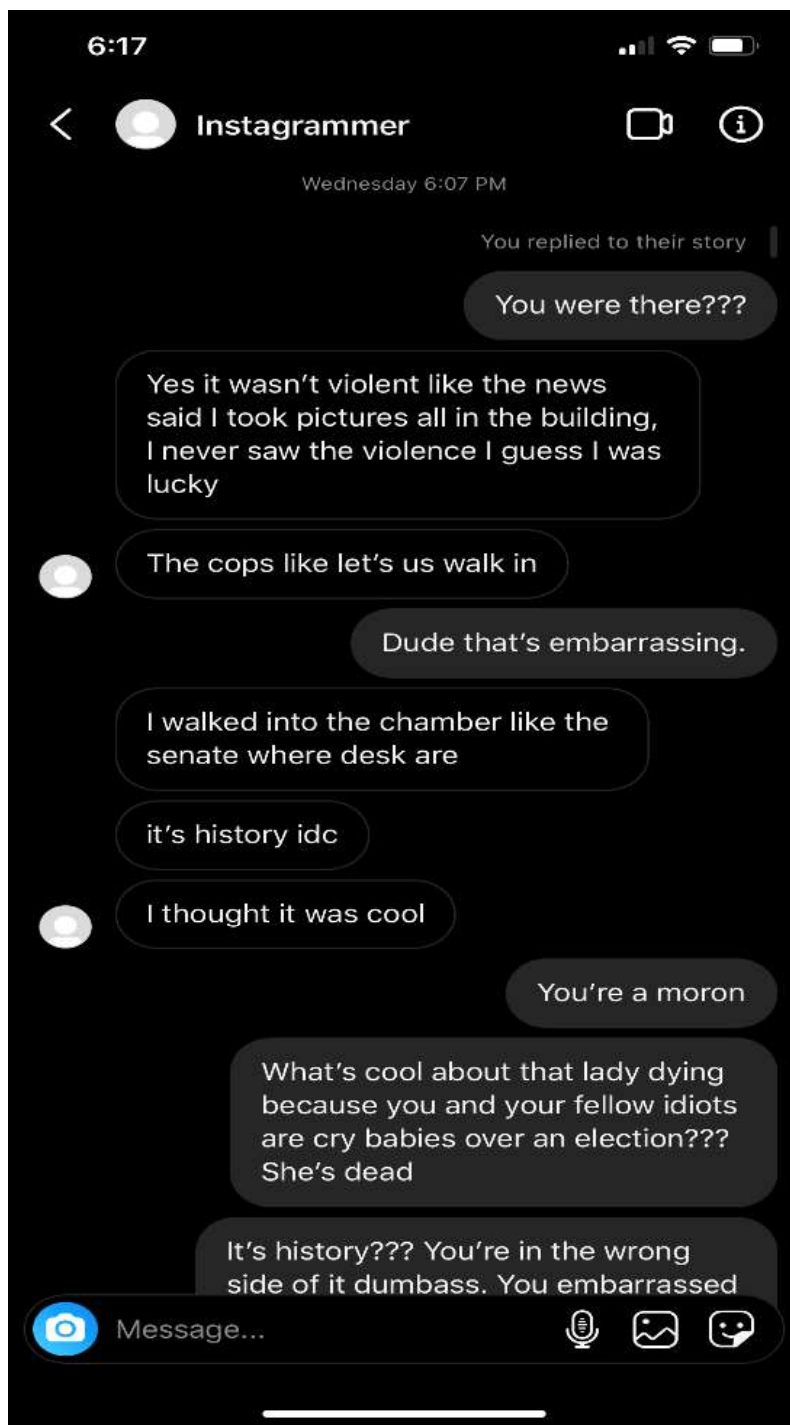 6:17
Instagrammer
Wednesday 6:07 PM
You replied to their story
You were there???
Yes it wasn't violent like the news
said I took pictures all in the building,
I never saw the violence I guess I was
lucky
The cops like let's us walk in
Dude that's embarrassing.
I walked into the chamber like the
senate where desk are
it's history idc
I thought it was cool
You're a moron
What's cool about that lady dying
because you and your fellow idiots
are cry babies over an election???
She's dead
It's history??? You're in the wrong
side of it dumbass. You embarrassed
Message...